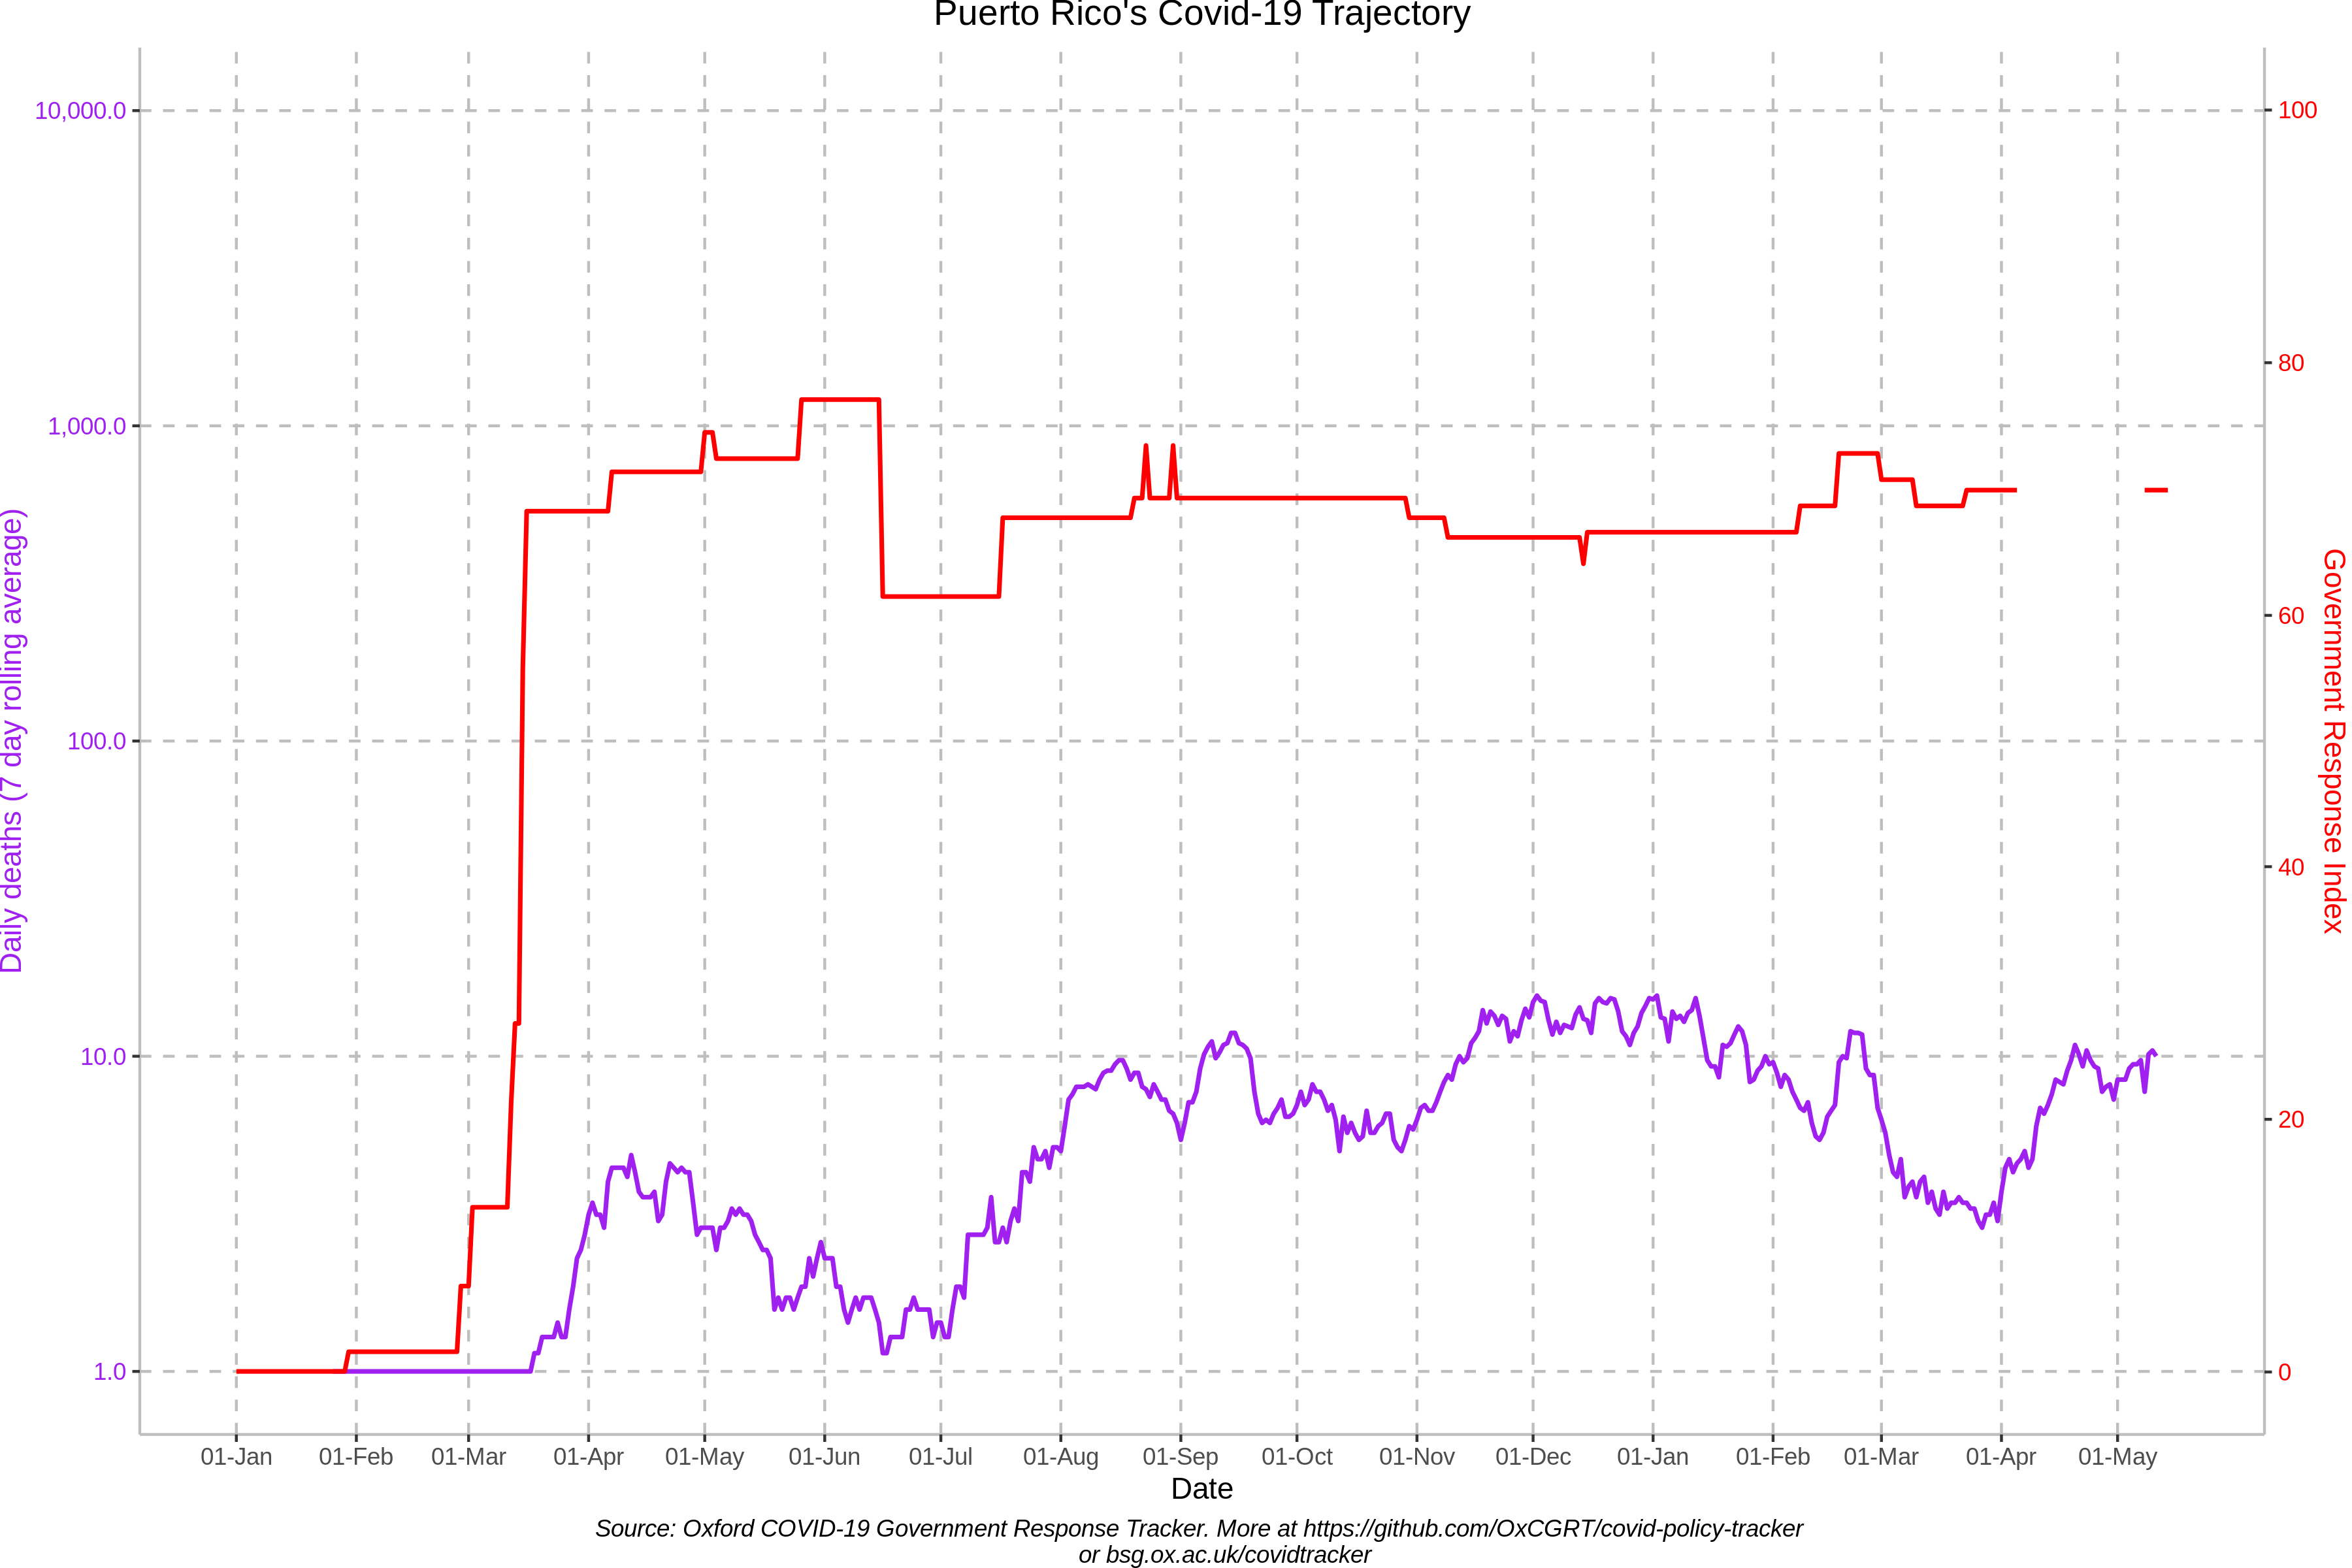 Puerto Rico's Covid-19 Trajectory
10,000.0
1,000.0
100.0
10.0
1.0
Daily deaths (7 day rolling average)
100
80
60
40
20
0
Government Response Index
01-Jan 01-Feb 01-Mar 01-Apr 01-May 01-Jun 01-Jul 01-Aug 01-Sep 01-Oct 01-Nov 01-Dec 01-Jan 01-Feb 01-Mar 01-Apr 01-May
Date
Source: Oxford COVID-19 Government Response Tracker. More at https://github.com/OxCGRT/covid-policy-tracker
or bsg.ox.ac.uk/covidtracker